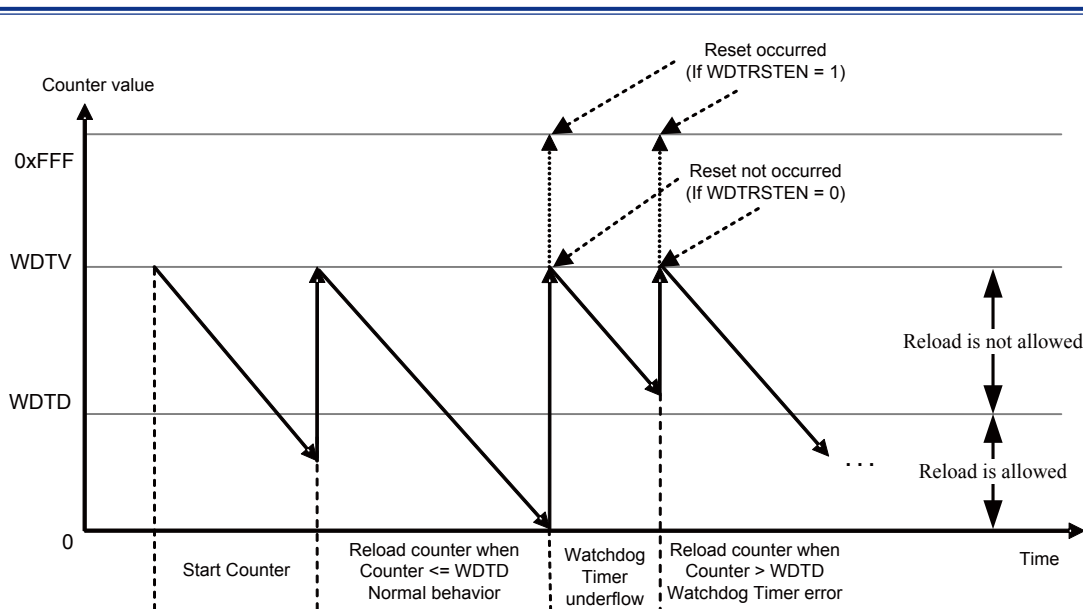 Reset occurred
(If WDTRSTEN = 1)
Counter value
0xFFF
Reset not occurred
(If WDTRSTEN = 0)
WDTV
Reload is not allowed
WDTD
. . .
Reload is allowed
0
Time
Start Counter
Reload counter when
Counter <= WDTD
Normal behavior
Watchdog
Timer
underflow
Reload counter when
Counter > WDTD
Watchdog Timer error